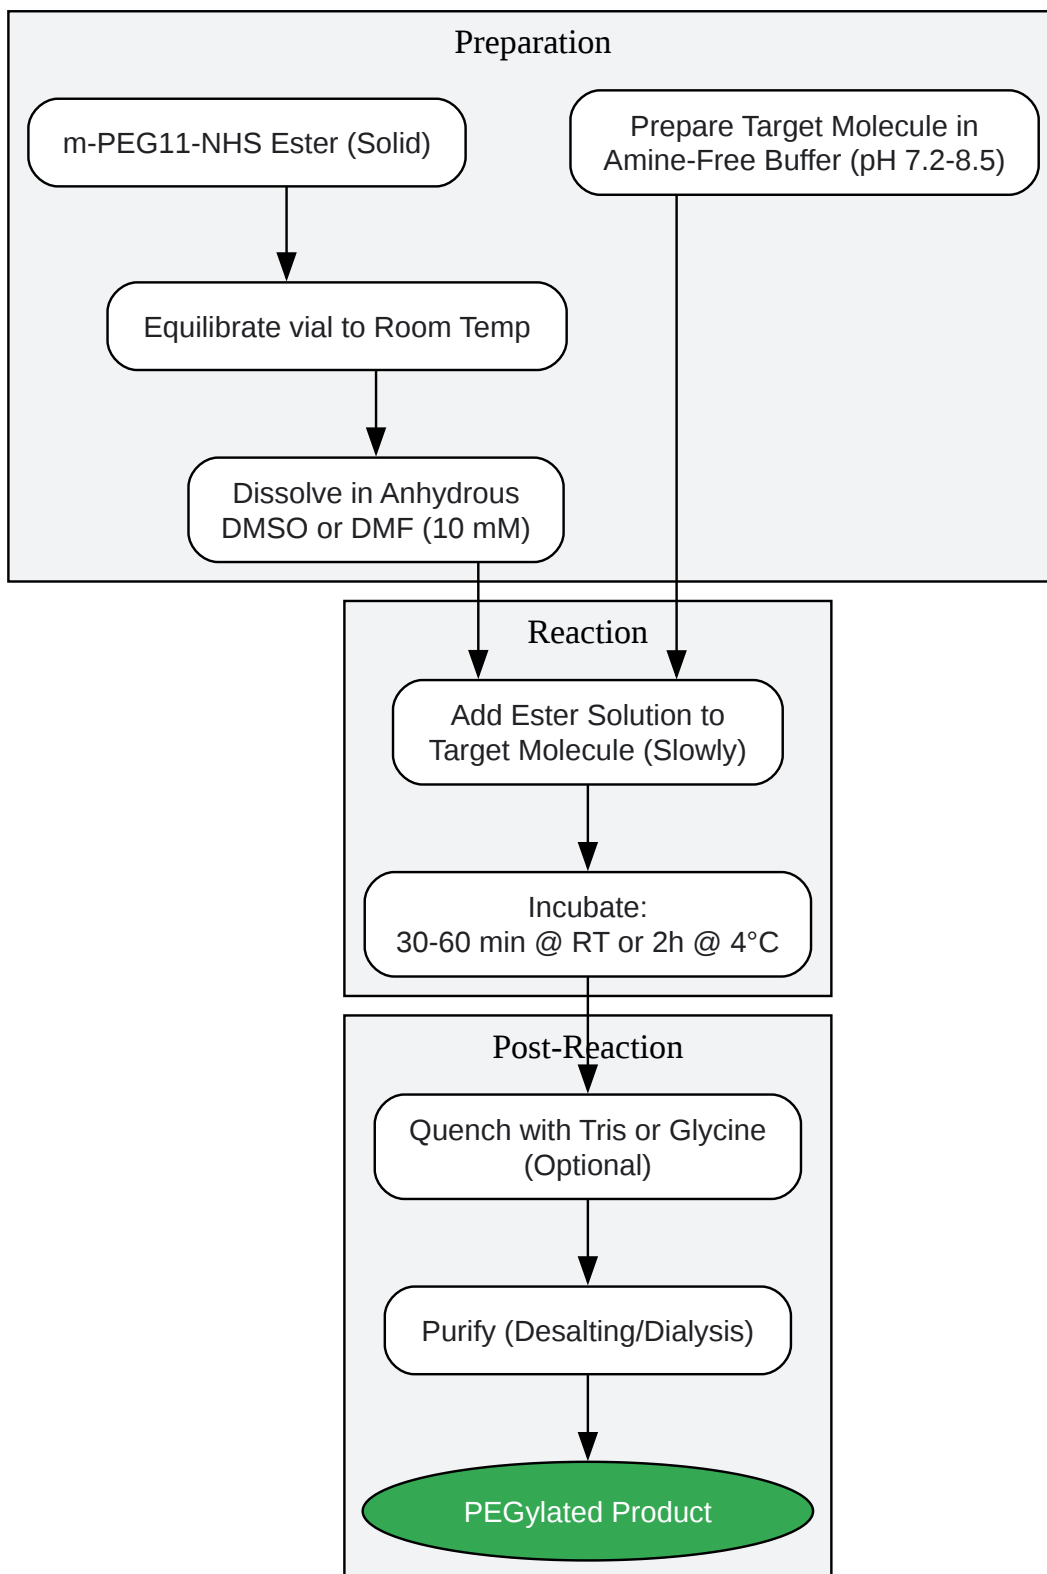 Preparation
m-PEG11-NHS Ester (Solid)
Prepare Target Molecule in
Amine-Free Buffer (pH 7.2-8.5)
Equilibrate vial to Room Temp
Dissolve in Anhydrous
DMSO or DMF (10 mM)
Reaction
Add Ester Solution to
Target Molecule (Slowly)
Incubate:
30-60 min @ RT or 2h @ 4°C
Post-Reaction
Quench with Tris or Glycine
(Optional)
Purify (Desalting/Dialysis)
PEGylated Product